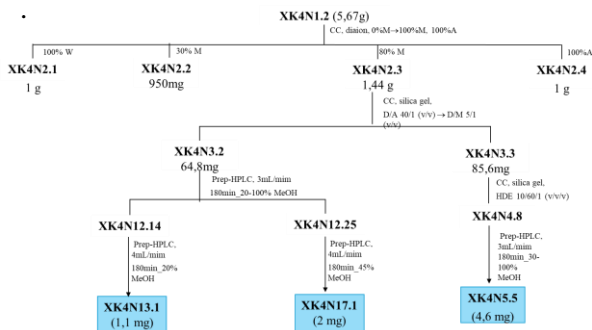 XK4N1.2 (5,67g)
CC, diaion, 0%M→100%M, 100%A
100% W
30% M
80% M
100%A
XK4N2.1
XK4N2.2
XK4N2.3
XK4N2.4
1 g
950mg
1,44 g
1 g
CC, silica gel,
D/A 40/1 (v/v) → D/M 5/1
(v/v)
XK4N3.2
64,8mg
XK4N3.3
85,6mg
Prep-HPLC, 3mL/mim
180min_20-100% MeOH
CC, silica gel,
HDE 10/60/1 (v/v/v)
XK4N12.14
XK4N12.25
XK4N4.8
Prep-HPLC,
4mL/mim
180min_20%
MeOH
Prep-HPLC,
4mL/mim
180min_45%
MeOH
Prep-HPLC,
3mL/mim
180min_30-
100%
MeOH
XK4N13.1
(1,1 mg)
XK4N17.1
(2 mg)
XK4N5.5
(4,6 mg)